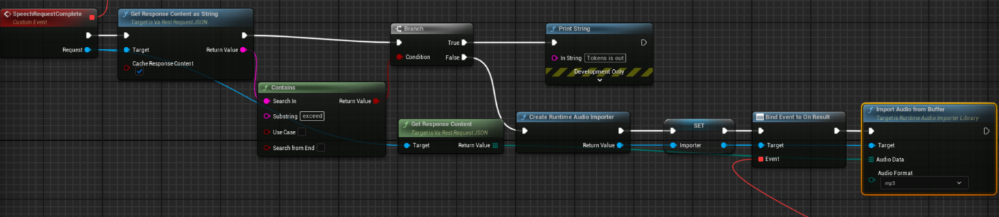 SpeechRequestComplete
Custom Event
Request
Get Response Content as String
Target is Va Rest Request JSON
Target
Return Value
Cache Response Content
Contains
Search In
Return Value
Substring
exceed
Use Case
Search from End
Branch
True
Condition
False
Print String
In String
Tokens is out
Development Only
Get Response Content
Target is Va Rest Request JSON
Target
Return Value
Create Runtime Audio Importer
Return Value
SET
Importer
Bind Event to On Result
Target
Event
Import Audio from Buffer
Target is Runtime Audio Importer Library
Target
Audio Data
Audio Format
mp3